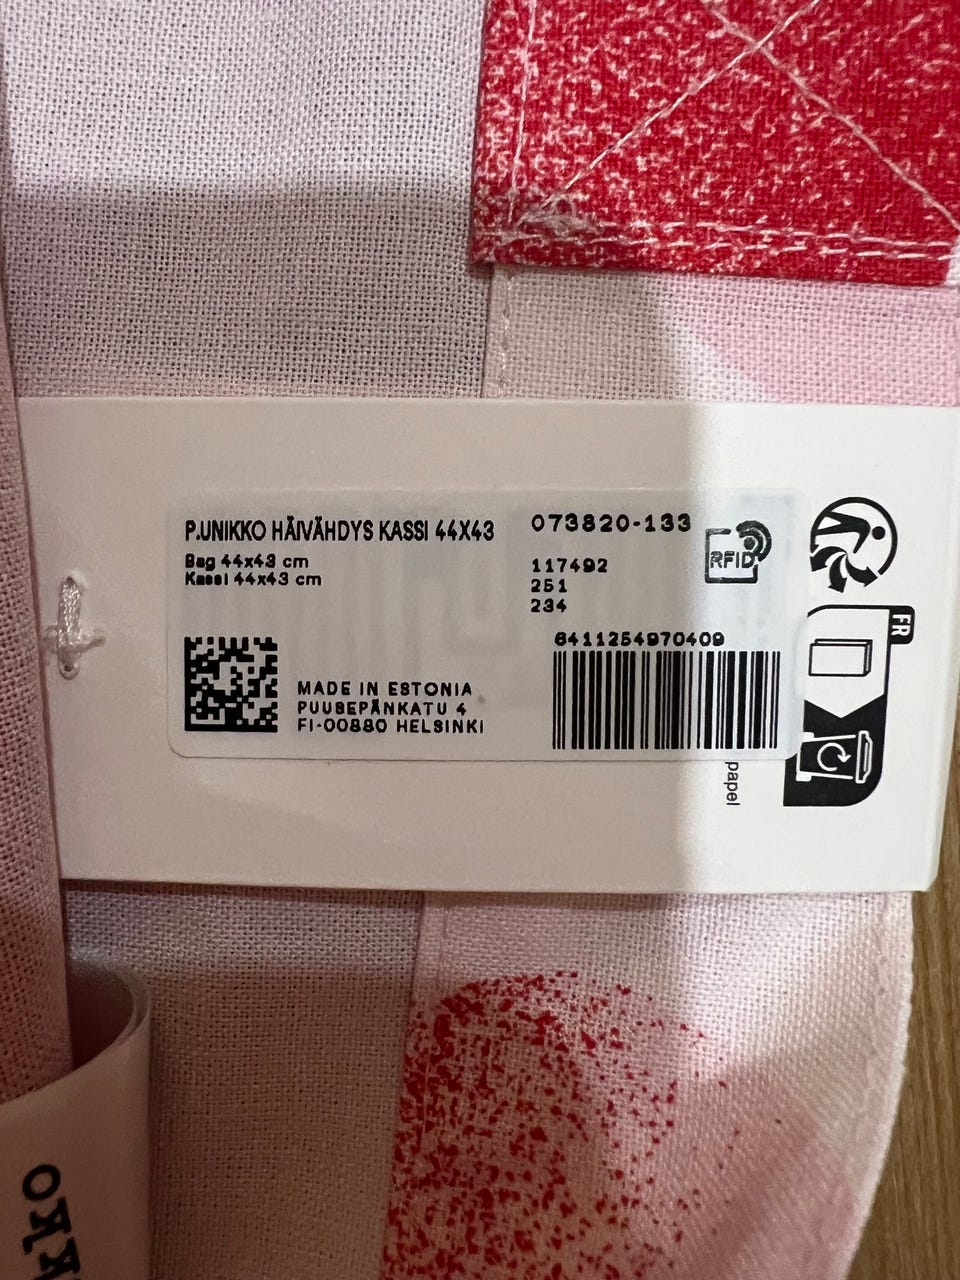 P.UNIKKO HÄIVÄHDYS KASSI 44X43
Bag 44x43 cm
Kassi 44x43 cm
073820-133
117492
251
234
RFID
6411254970409
MADE IN ESTONIA
PUUSEPÄNKATU 4
FI-00880 HELSINKI
FR
papel